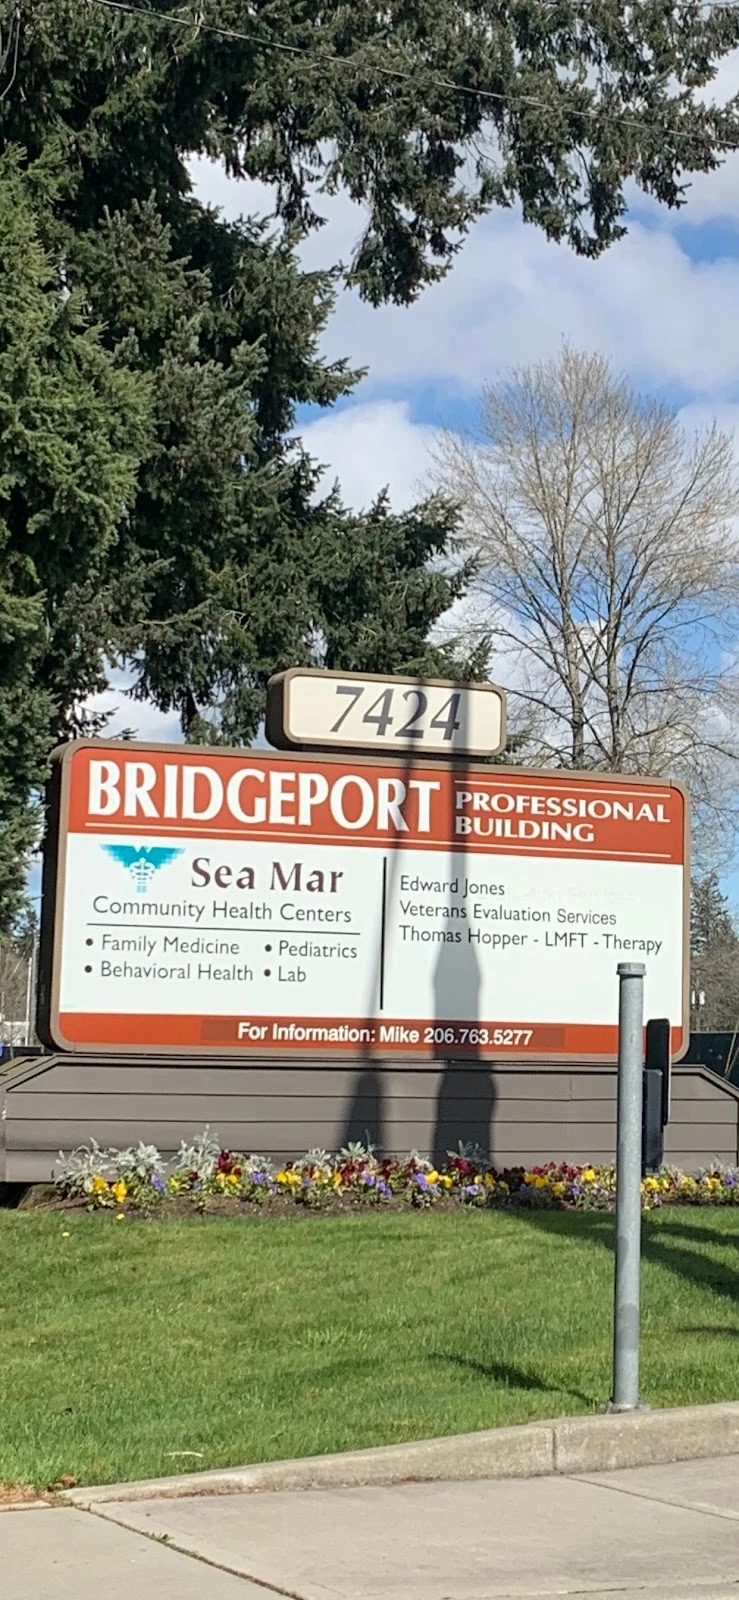 7424
BRIDGEPORT PROFESSIONAL BUILDING
Sea Mar
Community Health Centers
• Family Medicine • Pediatrics
• Behavioral Health • Lab
Edward Jones
Veterans Evaluation Services
Thomas Hopper - LMFT - Therapy
For Information: Mike 206.763.5277